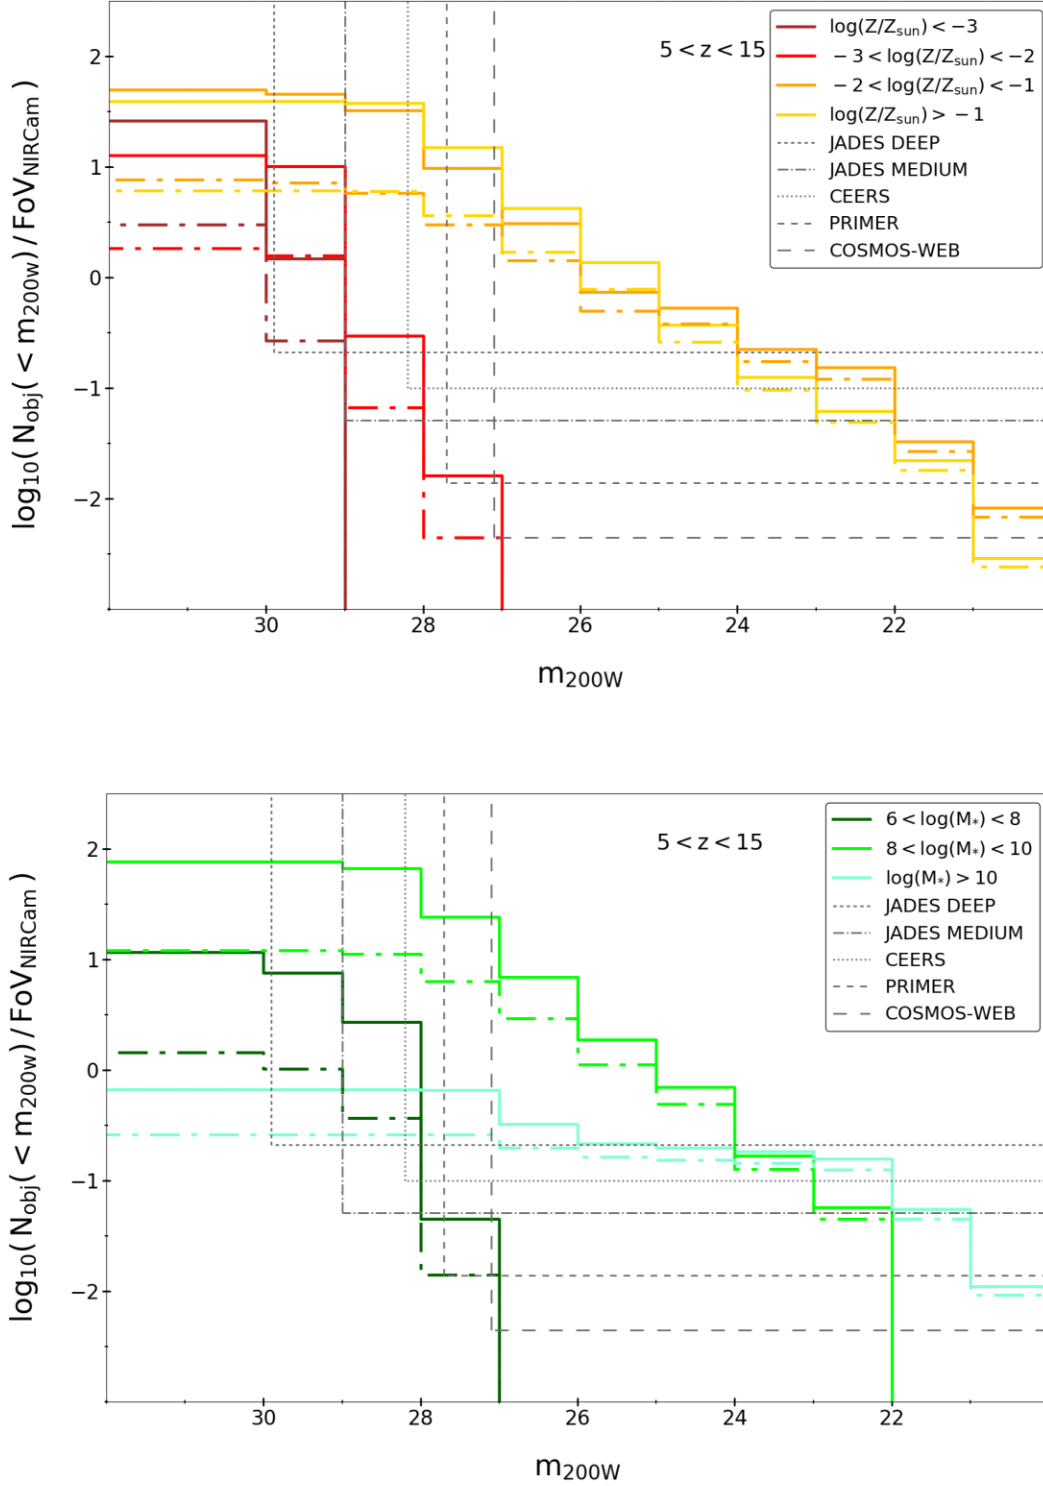 5 < z < 15
log(Z/Z_sun) < −3
−3 < log(Z/Z_sun) < −2
−2 < log(Z/Z_sun) < −1
log(Z/Z_sun) > −1
JADES DEEP
JADES MEDIUM
CEERS
PRIMER
COSMOS-WEB
log₁₀( N_obj( < m_200W) / FoV_NIRCam )
2
1
0
−1
−2
30 28 26 24 22
m_200W
5 < z < 15
6 < log(M_*) < 8
8 < log(M_*) < 10
log(M_*) > 10
JADES DEEP
JADES MEDIUM
CEERS
PRIMER
COSMOS-WEB
log₁₀( N_obj( < m_200W) / FoV_NIRCam )
2
1
0
−1
−2
30 28 26 24 22
m_200W